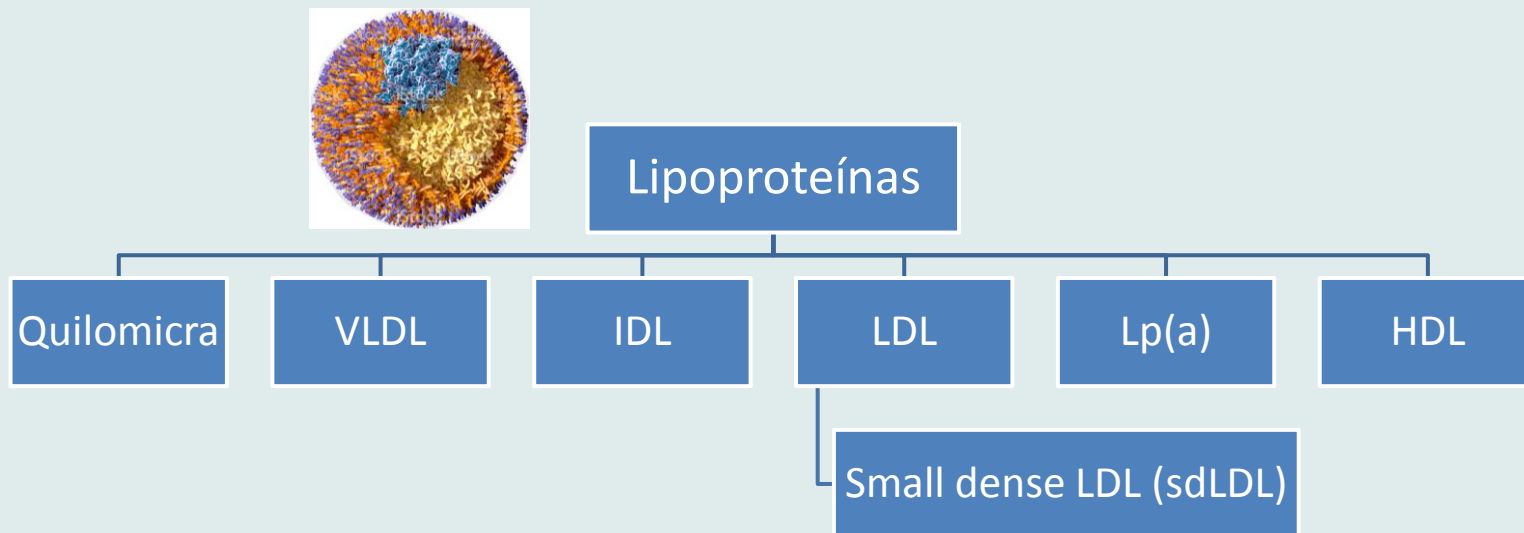 Lipoproteínas
Quilomicra
VLDL
IDL
LDL
Lp(a)
HDL
Small dense LDL (sdLDL)